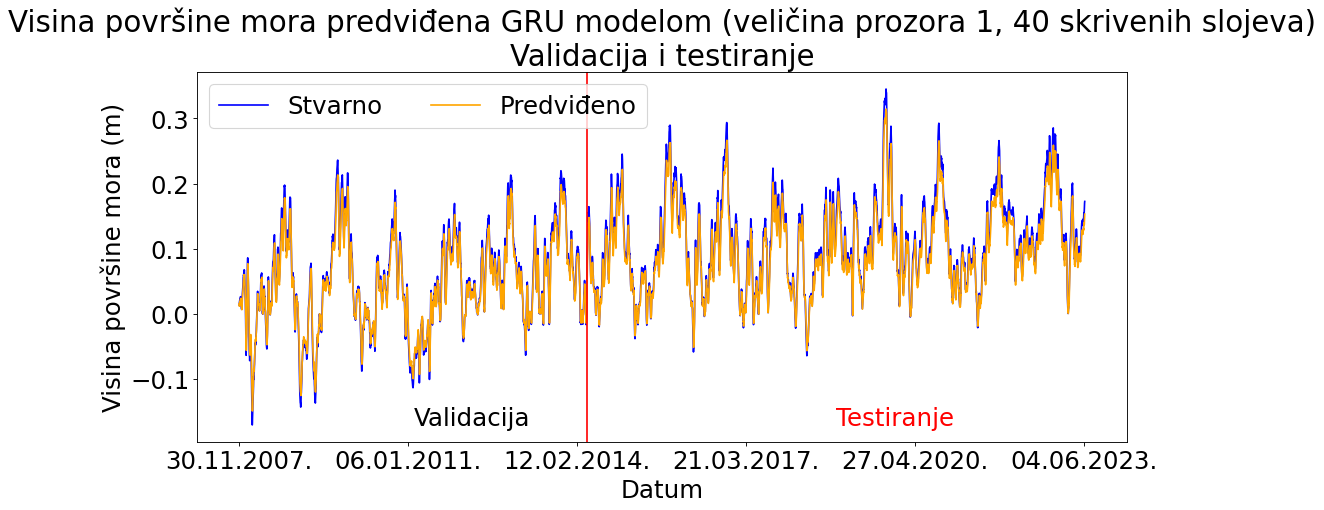 Visina površine mora predviđena GRU modelom (veličina prozora 1, 40 skrivenih slojeva)
Validacija i testiranje
Stvarno Predviđeno
Visina površine mora (m)
0.3
0.2
0.1
0.0
−0.1
Validacija Testiranje
30.11.2007. 06.01.2011. 12.02.2014. 21.03.2017. 27.04.2020. 04.06.2023.
Datum